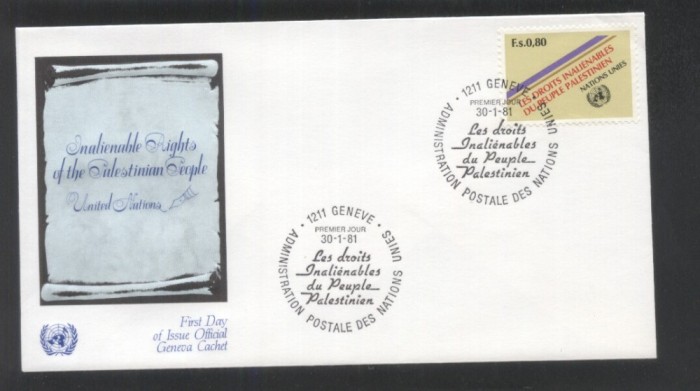 Inalienable Rights
of the Palestinian People
United Nations
First Day
of Issue Official
Geneva Cachet
1211 GENEVE
PREMIER JOUR
30-1-81
Les droits
Inaliénables
du Peuple
Palestinien
ADMINISTRATION POSTALE DES NATIONS UNIES
F.s.0,80
LES DROITS INALIÉNABLES
DU PEUPLE PALESTINIEN
NATIONS UNIES
1211 GENEVE
PREMIER JOUR
30-1-81
Les droits
Inaliénables
du Peuple
Palestinien
ADMINISTRATION POSTALE DES NATIONS UNIES